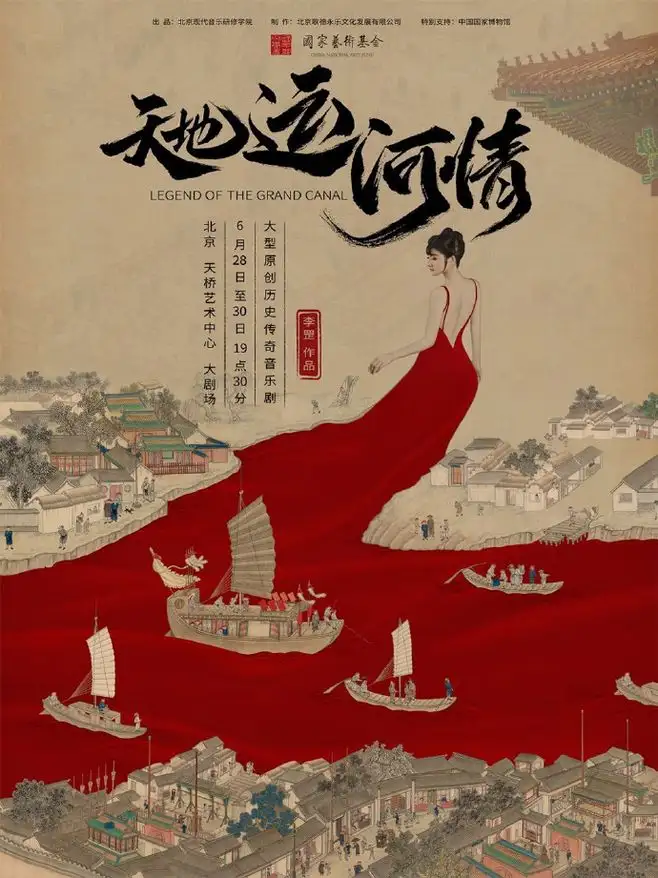 出 品：北京现代音乐研修学院 制 作：北京歌德永乐文化发展有限公司 特别支持：中国国家博物馆
國家藝術基金
CHINA NATIONAL ARTS FUND
天地运河情
LEGEND OF THE GRAND CANAL
大型原创历史传奇音乐剧
6月28日至30日19点30分
北京 天桥艺术中心 大剧场
李罡 作品